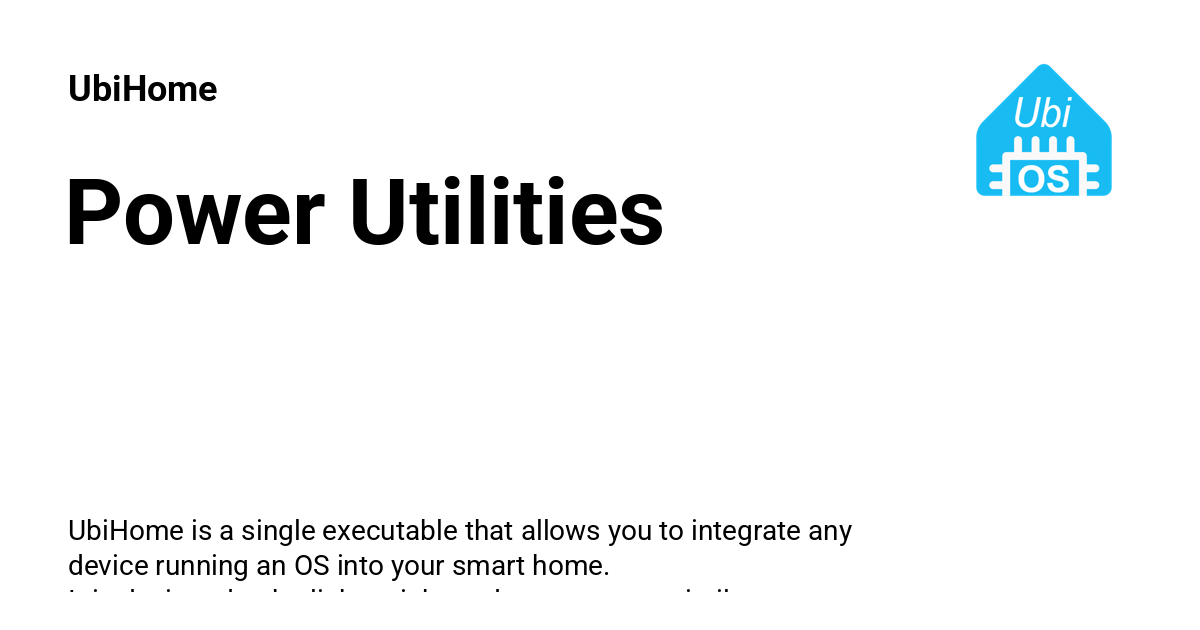 UbiHome
Ubi
OS
Power Utilities
UbiHome is a single executable that allows you to integrate any
device running an OS into your smart home.